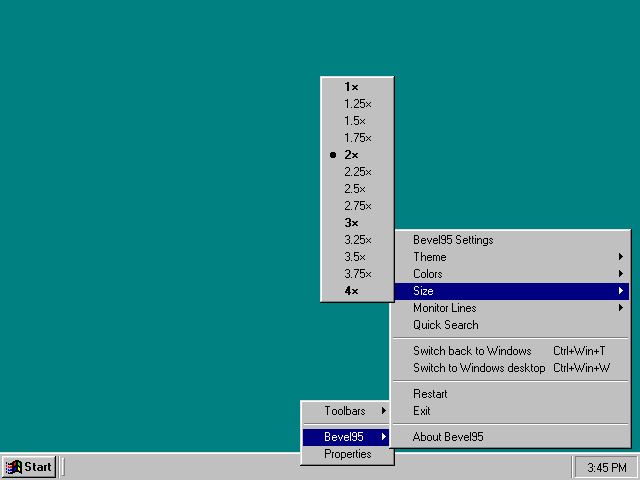 1×
1.25×
1.5×
1.75×
2×
2.25×
2.5×
2.75×
3×
3.25×
3.5×
3.75×
4×
Bevel95 Settings
Theme
Colors
Size
Monitor Lines
Quick Search
Switch back to Windows Ctrl+Win+T
Switch to Windows desktop Ctrl+Win+W
Restart
Exit
About Bevel95
Toolbars
Bevel95
Properties
Start
3:45 PM